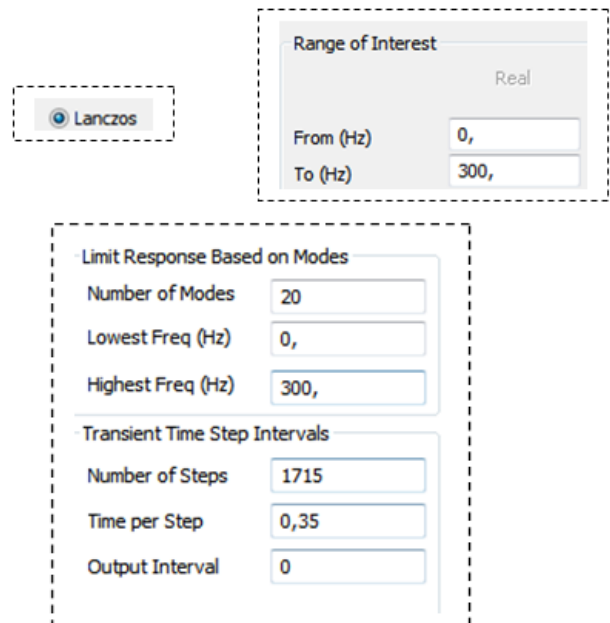 Lanczos
Range of Interest
Real
From (Hz) 0,
To (Hz) 300,
Limit Response Based on Modes
Number of Modes 20
Lowest Freq (Hz) 0,
Highest Freq (Hz) 300,
Transient Time Step Intervals
Number of Steps 1715
Time per Step 0,35
Output Interval 0